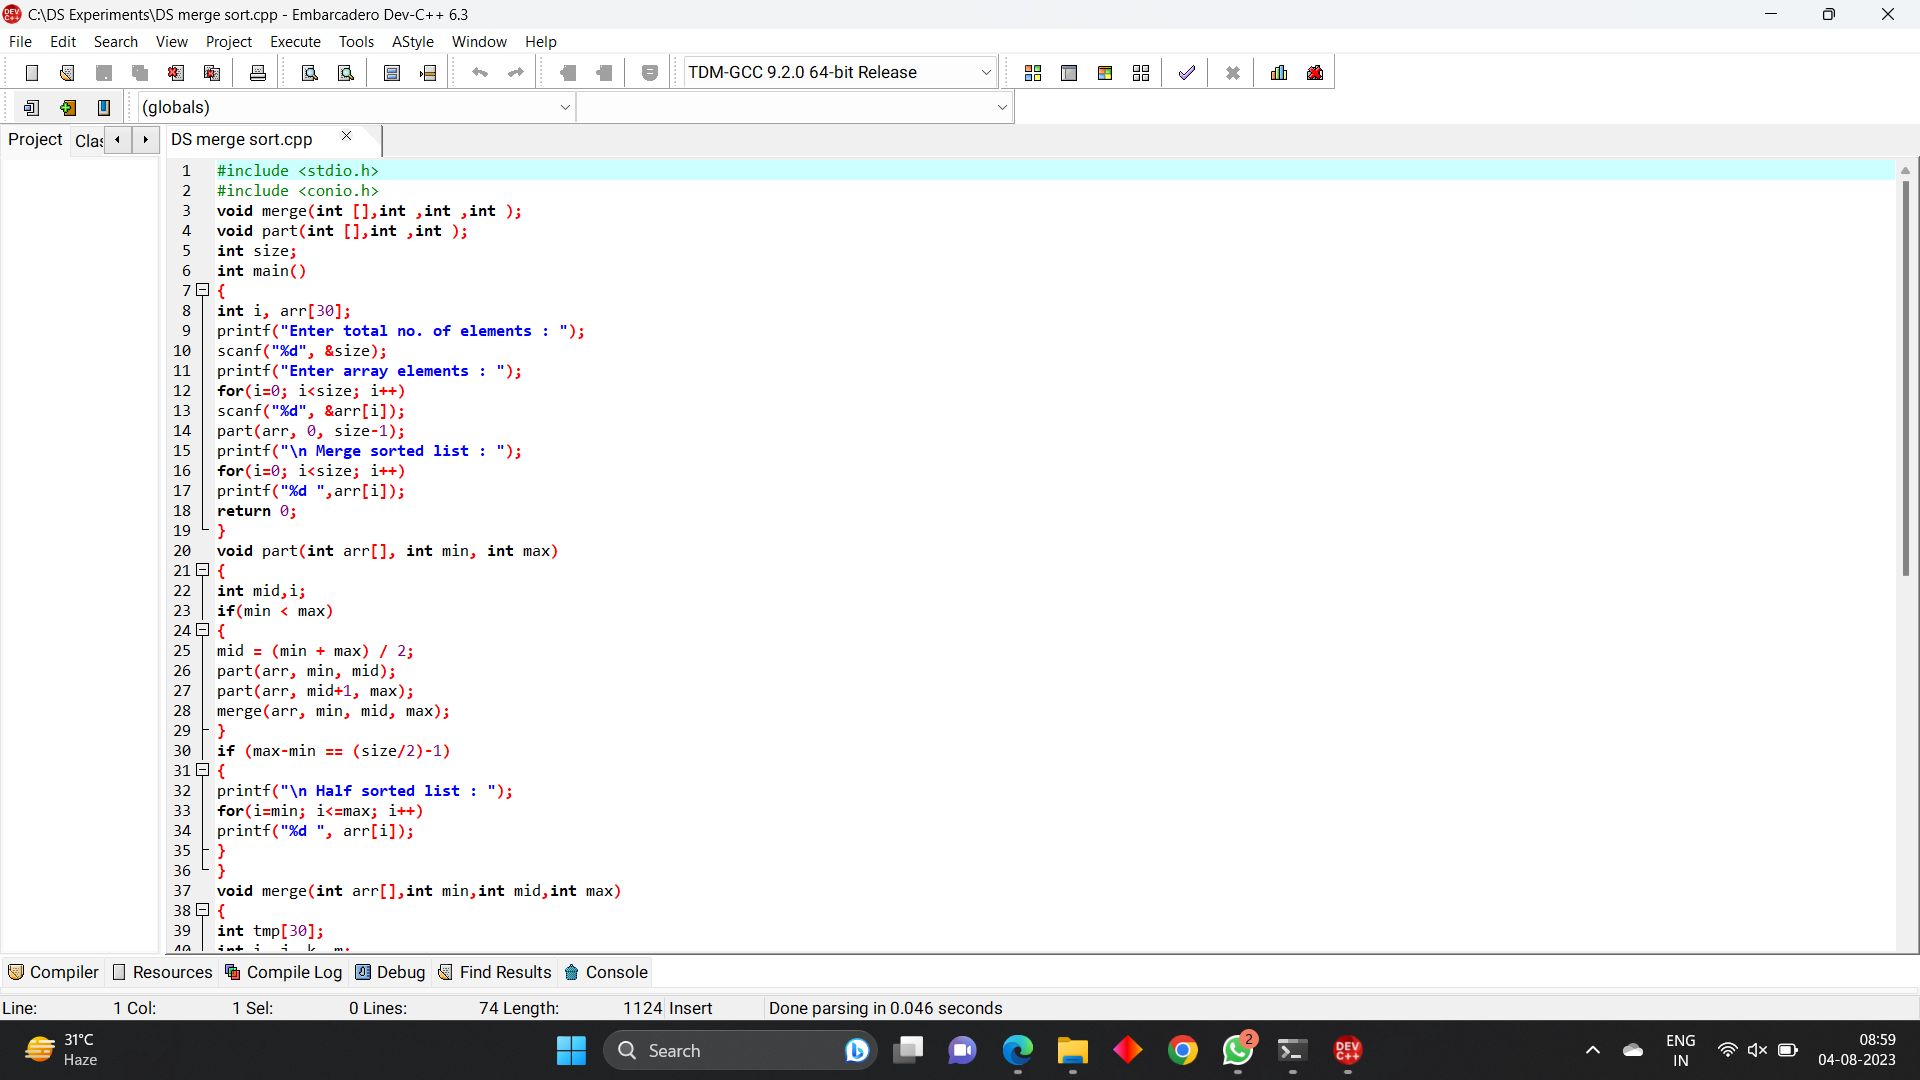 C:\DS Experiments\DS merge sort.cpp - Embarcadero Dev-C++ 6.3
File Edit Search View Project Execute Tools AStyle Window Help
TDM-GCC 9.2.0 64-bit Release
(globals)
Project Clas DS merge sort.cpp
1 #include <stdio.h>
2 #include <conio.h>
3 void merge(int [],int ,int ,int );
4 void part(int [],int ,int );
5 int size;
6 int main()
7 {
8 int i, arr[30];
9 printf("Enter total no. of elements : ");
10 scanf("%d", &size);
11 printf("Enter array elements : ");
12 for(i=0; i<size; i++)
13 scanf("%d", &arr[i]);
14 part(arr, 0, size-1);
15 printf("\n Merge sorted list : ");
16 for(i=0; i<size; i++)
17 printf("%d ",arr[i]);
18 return 0;
19 }
20 void part(int arr[], int min, int max)
21 {
22 int mid,i;
23 if(min < max)
24 {
25 mid = (min + max) / 2;
26 part(arr, min, mid);
27 part(arr, mid+1, max);
28 merge(arr, min, mid, max);
29 }
30 if (max-min == (size/2)-1)
31 {
32 printf("\n Half sorted list : ");
33 for(i=min; i<=max; i++)
34 printf("%d ", arr[i]);
35 }
36 }
37 void merge(int arr[],int min,int mid,int max)
38 {
39 int tmp[30];
40 int i, j, k, m;
Compiler Resources Compile Log Debug Find Results Console
Line: 1 Col: 1 Sel: 0 Lines: 74 Length: 1124 Insert Done parsing in 0.046 seconds
31°C
Haze
Search
2
DEV
C++
ENG
IN
08:59
04-08-2023